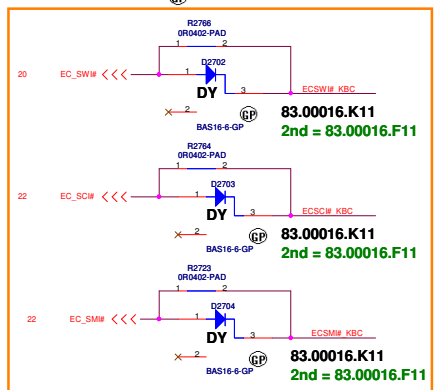 GP
R2766
0R0402-PAD
1 2
20 EC_SWI# <<< 1 D2702
3 ECSWI_KBC
DY
2 GP 83.00016.K11
BAS16-6-GP 2nd = 83.00016.F11
R2764
0R0402-PAD
1 2
22 EC_SCI# <<< 1 D2703
3 ECSCI#_KBC
DY
2 GP 83.00016.K11
BAS16-6-GP 2nd = 83.00016.F11
R2723
0R0402-PAD
1 2
22 EC_SMI# <<< 1 D2704
3 ECSMI#_KBC
DY
2 GP 83.00016.K11
BAS16-6-GP 2nd = 83.00016.F11